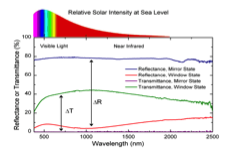 Relative Solar Intensity at Sea Level
100
Visible Light
Near Infrared
80
Reflectance, Mirror State
Reflectance, Window State
Transmittance, Mirror State
Transmittance, Window State
60
40
20
0
ΔT
ΔR
Reflectance or Transmittance (%)
500
1000
1500
2000
2500
Wavelength (nm)